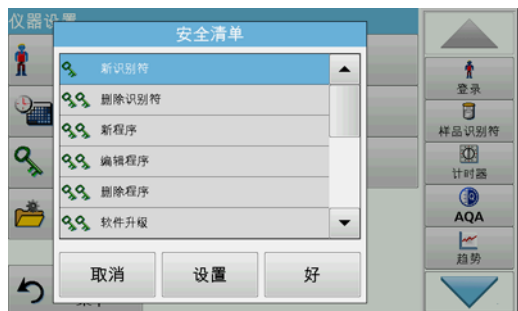 仪器设置
安全清单
新识别符
删除识别符
新程序
编辑程序
删除程序
软件升级
取消
设置
好
登录
样品识别符
计时器
AQA
趋势